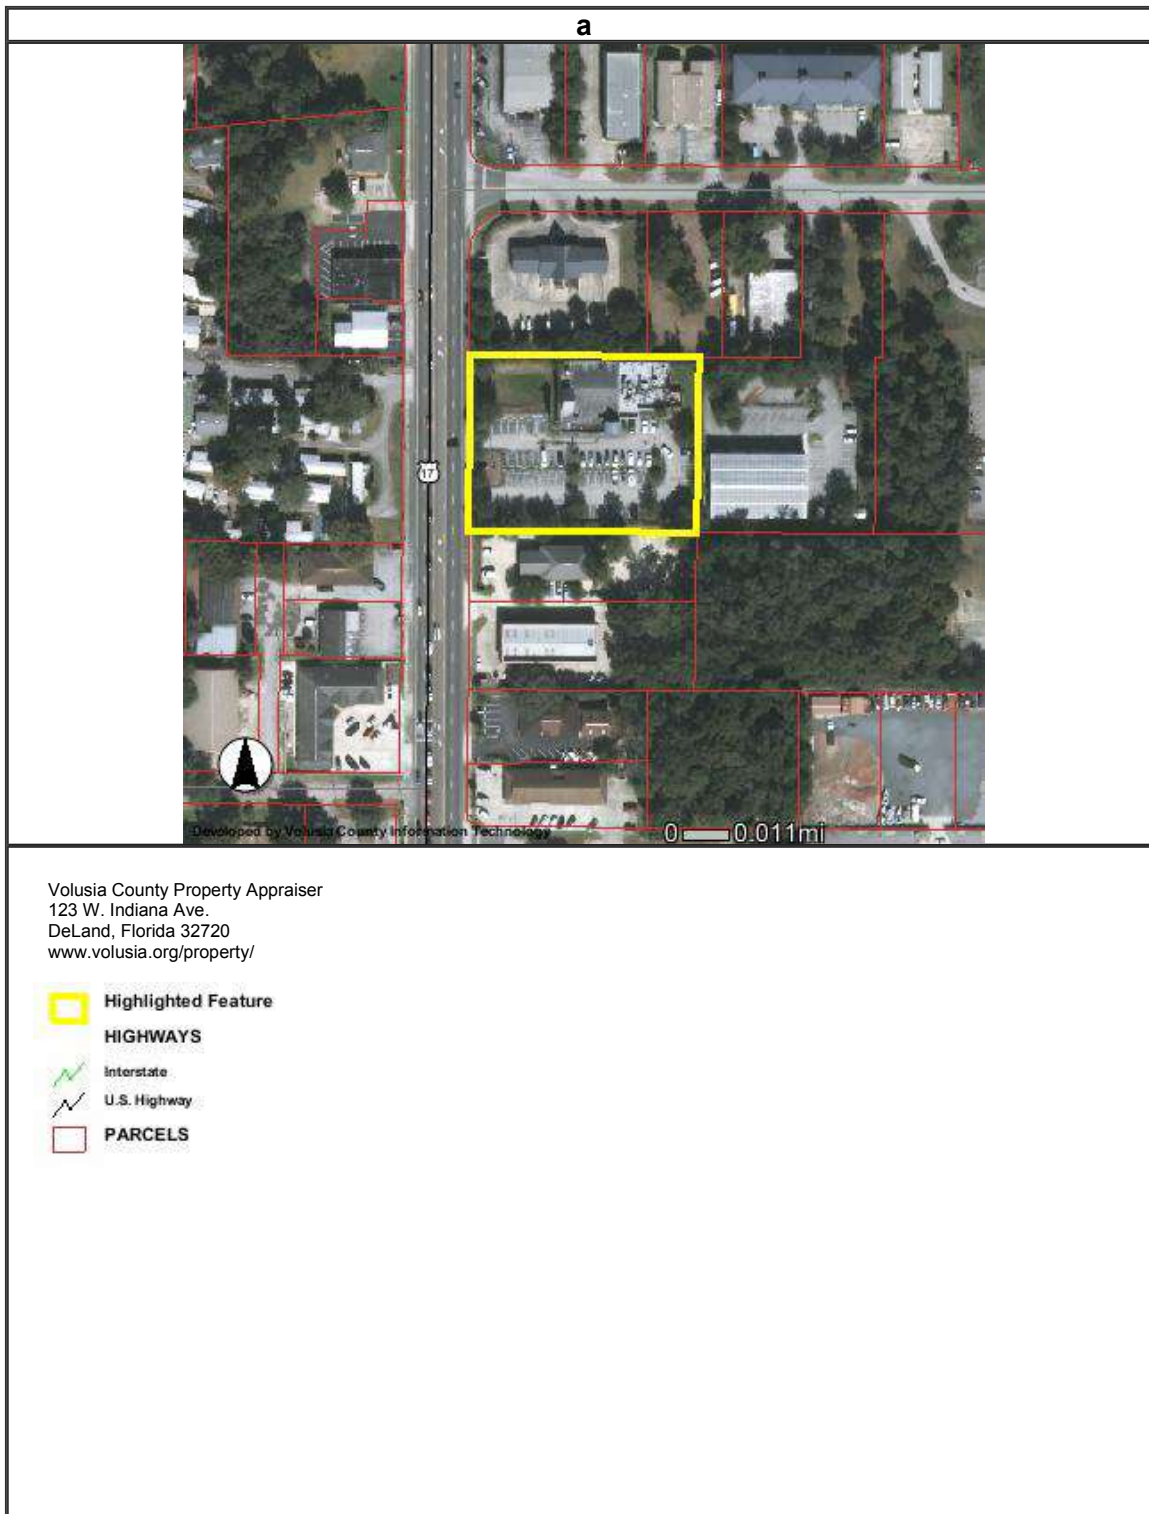 a
17
Developed by Volusia County Information Technology
0 0.011mi
Volusia County Property Appraiser
123 W. Indiana Ave.
DeLand, Florida 32720
www.volusia.org/property/
Highlighted Feature
HIGHWAYS
Interstate
U.S. Highway
PARCELS